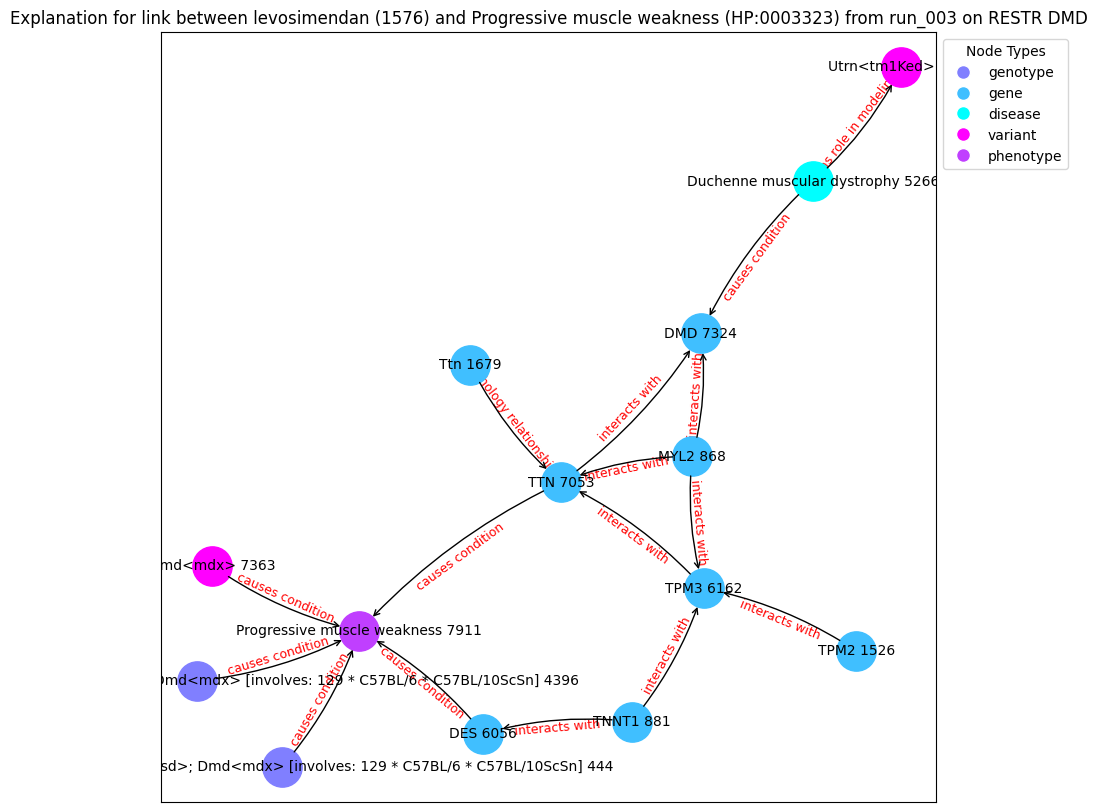 Explanation for link between levosimendan (1576) and Progressive muscle weakness (HP:0003323) from run_003 on RESTR DMD
Node Types
genotype
gene
disease
variant
phenotype
Utrn<tm1Ked>
s role in modelin
Duchenne muscular dystrophy 5266
causes condition
DMD 7324
Ttn 1679
nology relationshi
interacts with
interacts with
MYL2 868
interacts with
TTN 7053
interacts with
interacts with
causes condition
md<mdx> 7363
causes condition
TPM3 6162
interacts with
Progressive muscle weakness 7911
interacts with
TPM2 1526
causes condition
causes condition
causes condition
Dmd<mdx> [involves: 129 * C57BL/6 * C57BL/10ScSn] 4396
TNNT1 881
interacts with
DES 6056
sd>; Dmd<mdx> [involves: 129 * C57BL/6 * C57BL/10ScSn] 444